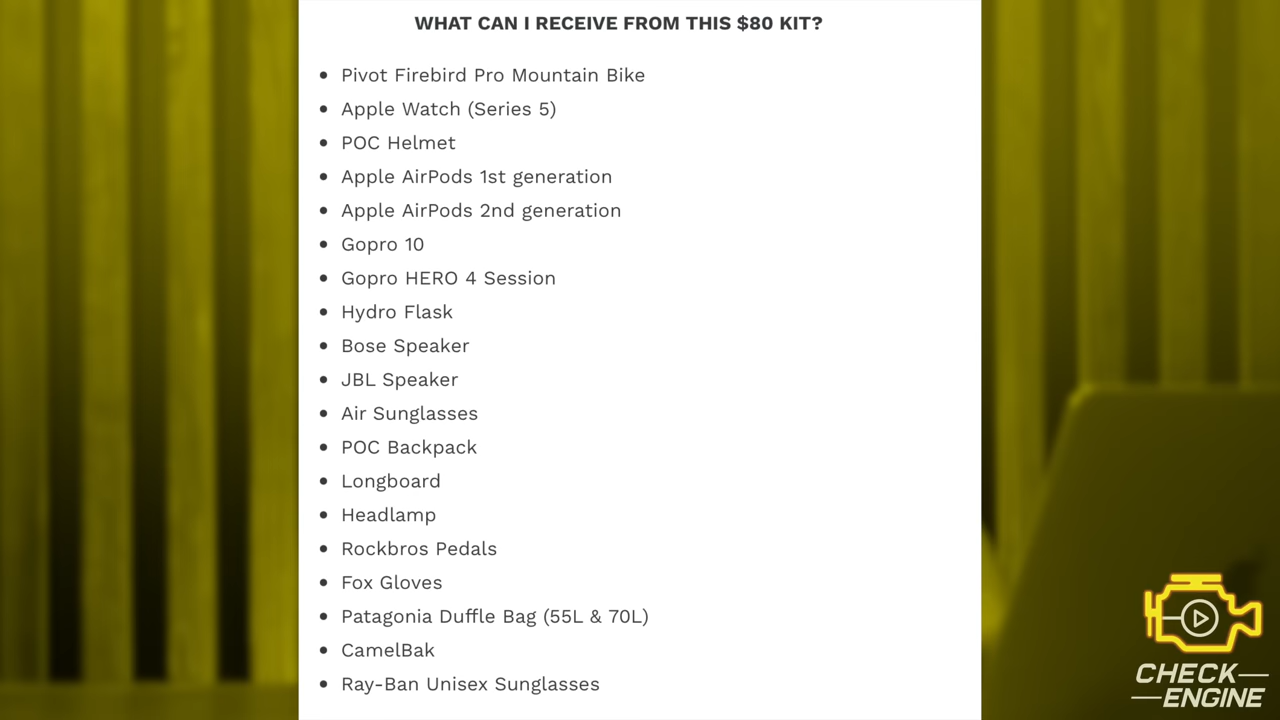 WHAT CAN I RECEIVE FROM THIS $80 KIT?
• Pivot Firebird Pro Mountain Bike
• Apple Watch (Series 5)
• POC Helmet
• Apple AirPods 1st generation
• Apple AirPods 2nd generation
• Gopro 10
• Gopro HERO 4 Session
• Hydro Flask
• Bose Speaker
• JBL Speaker
• Air Sunglasses
• POC Backpack
• Longboard
• Headlamp
• Rockbros Pedals
• Fox Gloves
• Patagonia Duffle Bag (55L & 70L)
• CamelBak
• Ray-Ban Unisex Sunglasses
CHECK
ENGINE